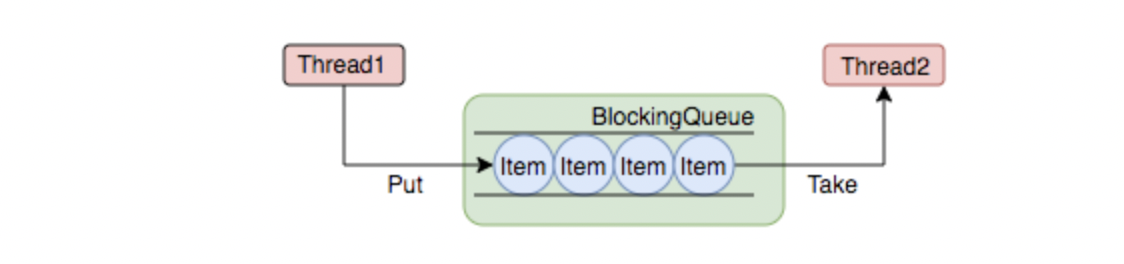 Thread1
Thread2
BlockingQueue
Item Item Item Item
Put
Take